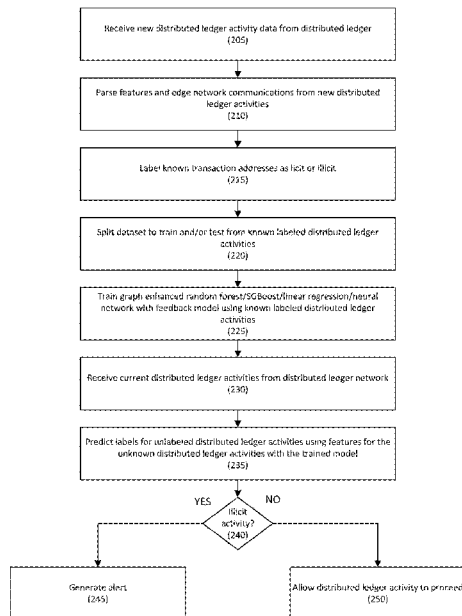 Receive new distributed ledger activity data from distributed ledger
(205)
Parse features and edge network communications from new distributed
ledger activities
(210)
Label known transaction addresses as licit or illicit
(215)
Split dataset to train and/or test from known labeled distributed ledger
activities
(220)
Train graph enhanced random forest/SGBoost/linear regression/neural
network with feedback model using known labeled distributed ledger
activities
(225)
Receive current distributed ledger activities from distributed ledger network
(230)
Predict labels for unlabeled distributed ledger activities using features for the
unknown distributed ledger activities with the trained model
(235)
YES NO
Illicit
activity?
(240)
Generate alert
(245)
Allow distributed ledger activity to proceed
(250)